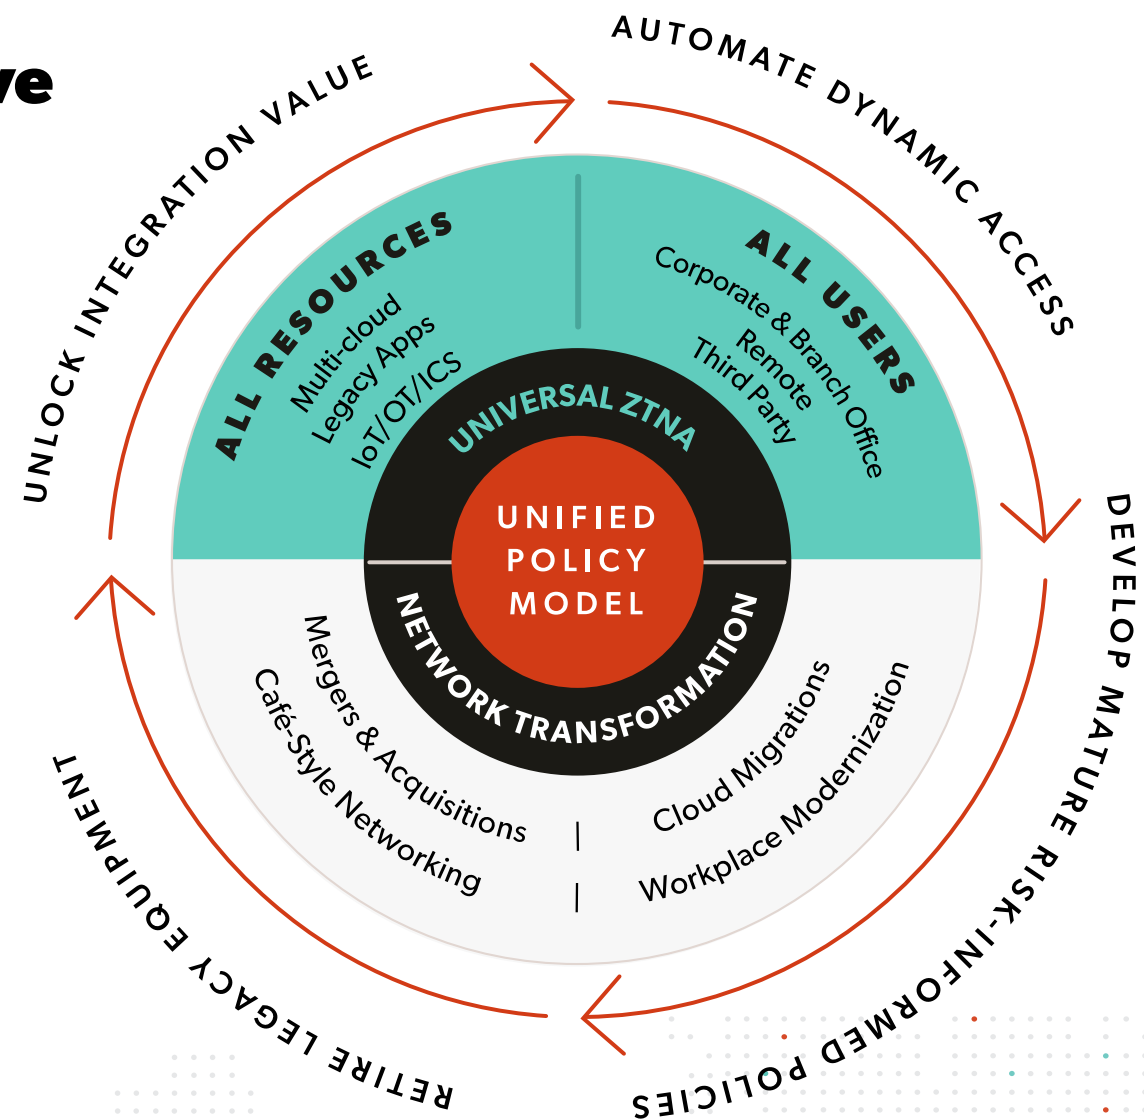 ve
AUTOMATE DYNAMIC ACCESS
UNLOCK INTEGRATION VALUE
ALL RESOURCES
Multi-cloud
Legacy Apps
IoT/OT/ICS
ALL USERS
Corporate & Branch Office
Remote
Third Party
UNIVERSAL ZTNA
UNIFIED
POLICY
MODEL
NETWORK TRANSFORMATION
Mergers & Acquisitions
Café-Style Networking
Cloud Migrations
Workplace Modernization
|
|
DEVELOP MATURE RISK-INFORMED POLICIES
RETIRE LEGACY EQUIPMENT